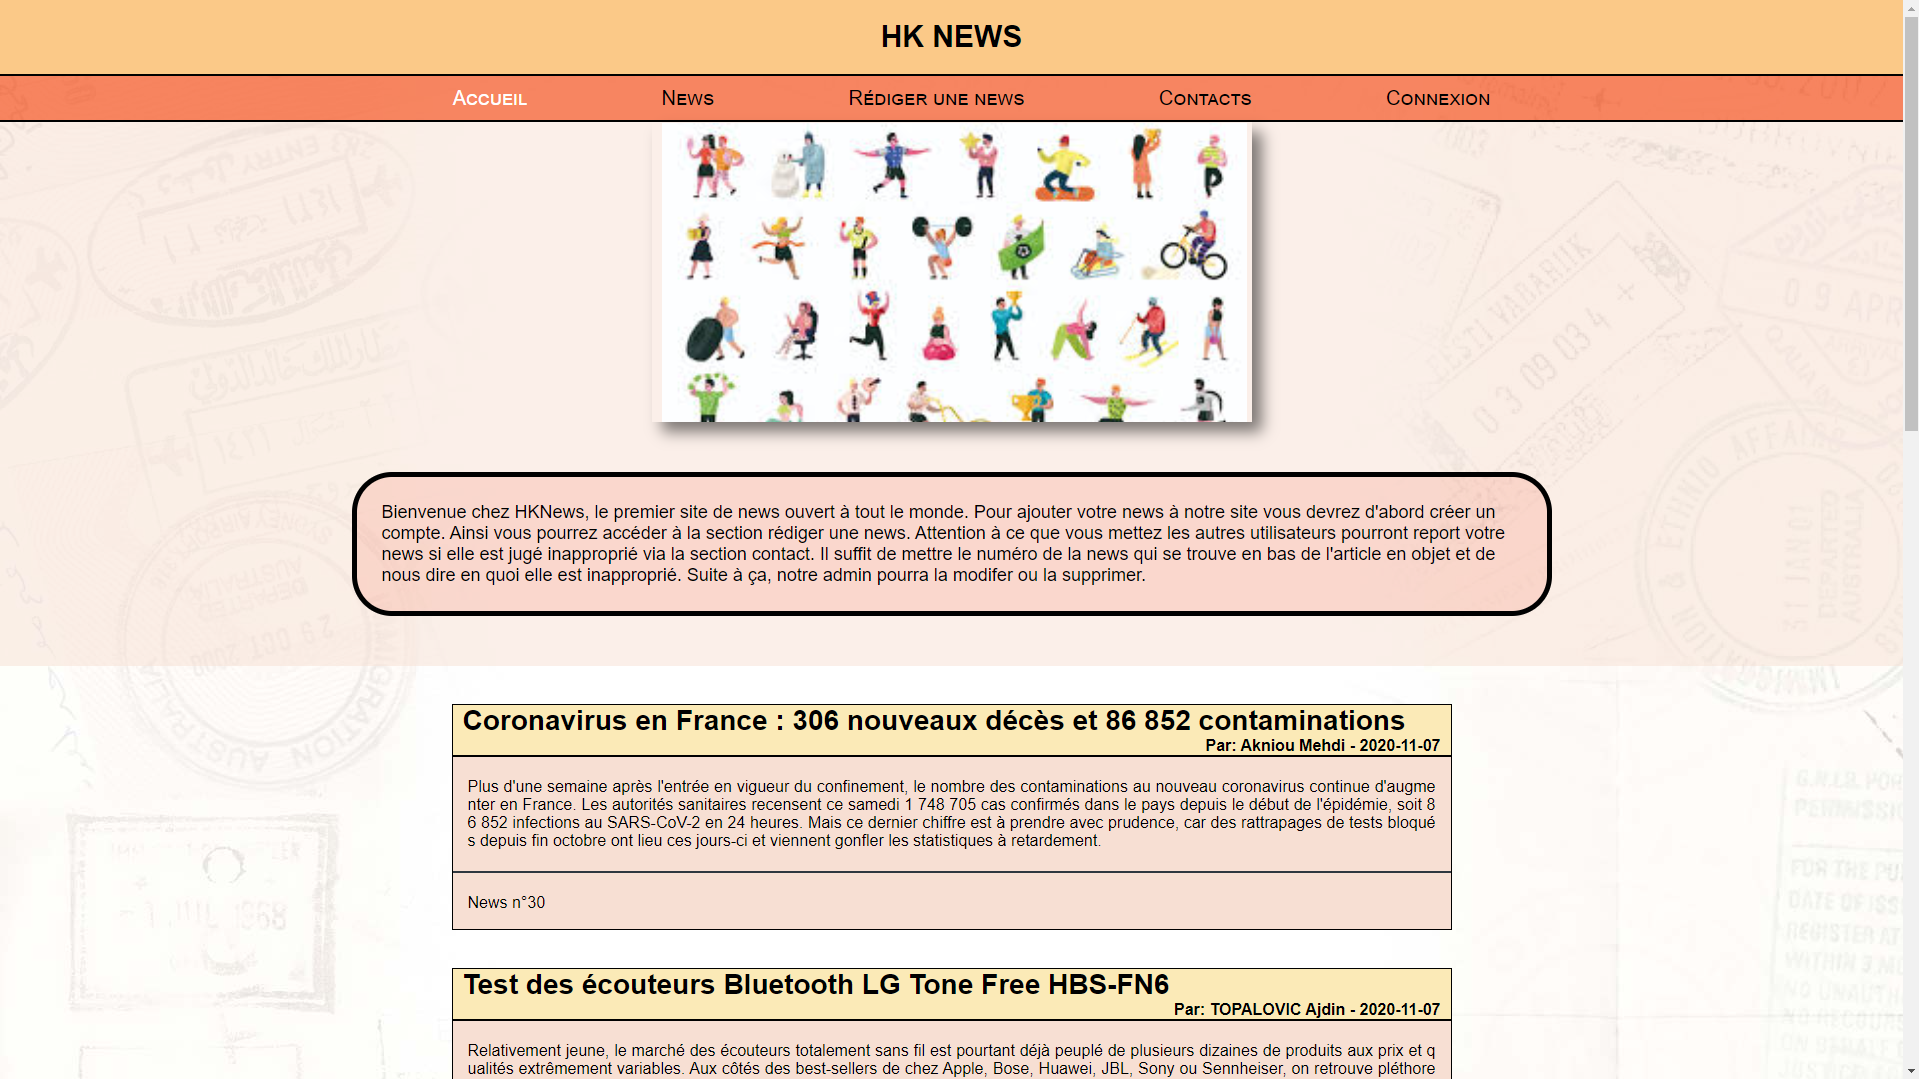 HK NEWS
Accueil
News
Rédiger une news
Contacts
Connexion
Bienvenue chez HKNews, le premier site de news ouvert à tout le monde. Pour ajouter votre news à notre site vous devrez d'abord créer un
compte. Ainsi vous pourrez accéder à la section rédiger une news. Attention à ce que vous mettez les autres utilisateurs pourront report votre
news si elle est jugé inapproprié via la section contact. Il suffit de mettre le numéro de la news qui se trouve en bas de l'article en objet et de
nous dire en quoi elle est inapproprié. Suite à ça, notre admin pourra la modifer ou la supprimer.
Coronavirus en France : 306 nouveaux décès et 86 852 contaminations
Par: Akniou Mehdi - 2020-11-07
Plus d'une semaine après l'entrée en vigueur du confinement, le nombre des contaminations au nouveau coronavirus continue d'augme
nter en France. Les autorités sanitaires recensent ce samedi 1 748 705 cas confirmés dans le pays depuis le début de l'épidémie, soit 8
6 852 infections au SARS-CoV-2 en 24 heures. Mais ce dernier chiffre est à prendre avec prudence, car des rattrapages de tests bloqué
s depuis fin octobre ont lieu ces jours-ci et viennent gonfler les statistiques à retardement.
News n°30
Test des écouteurs Bluetooth LG Tone Free HBS-FN6
Par: TOPALOVIC Ajdin - 2020-11-07
Relativement jeune, le marché des écouteurs totalement sans fil est pourtant déjà peuplé de plusieurs dizaines de produits aux prix et q
ualités extrêmement variables. Aux côtés des best-sellers de chez Apple, Bose, Huawei, JBL, Sony ou Sennheiser, on retrouve pléthore